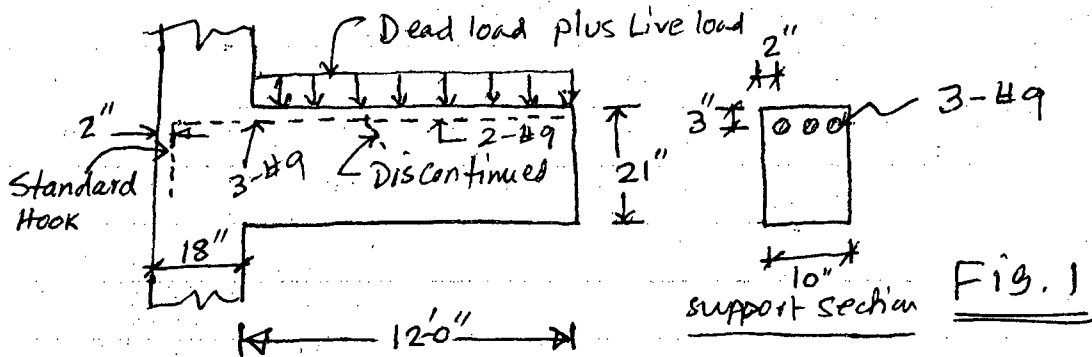 Dead load plus Live load
2"
2"
3"
3-#9
3-#9
2-#9
Discontinued
21"
Standard
Hook
18"
10"
support section
Fig. 1
12'0"